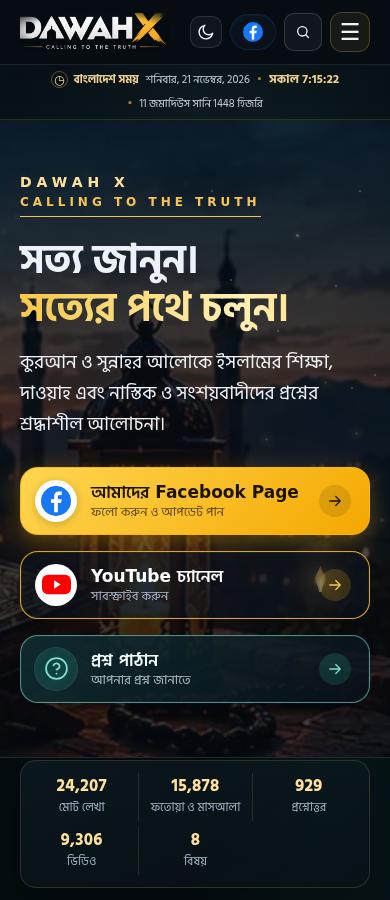 DAWAHX
CALLING TO THE TRUTH
বাংলাদেশ সময় শনিবার, 21 নভেম্বর, 2026 • সকাল 7:15:22
• 11 জমাদিউস সানি 1448 হিজরি
DAWAH X
CALLING TO THE TRUTH
সত্য জানুন।
সত্যের পথে চলুন।
কুরআন ও সুন্নাহর আলোকে ইসলামের শিক্ষা,
দাওয়াহ এবং নাস্তিক ও সংশয়বাদীদের প্রশ্নের
শ্রদ্ধাশীল আলোচনা।
আমাদের Facebook Page
ফলো করুন ও আপডেট পান
YouTube চ্যানেল
সাবস্ক্রাইব করুন
প্রশ্ন পাঠান
আপনার প্রশ্ন জানাতে
24,207 15,878 929
মোট লেখা ফতোয়া ও মাসআলা প্রশ্নোত্তর
9,306 8
ভিডিও বিষয়